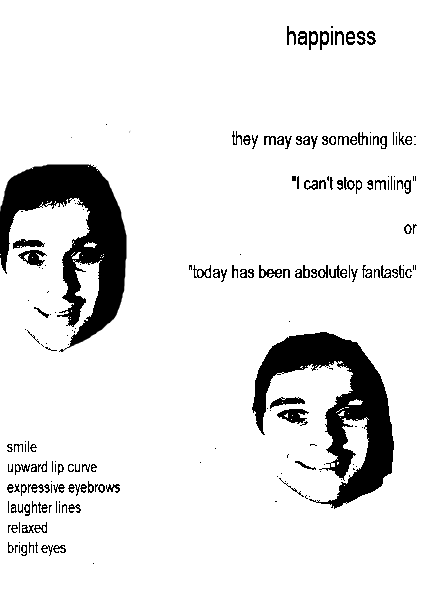 happiness
they may say something like:
"I can't stop smiling"
or
"today has been absolutely fantastic"
smile
upward lip curve
expressive eyebrows
laughter lines
relaxed
bright eyes